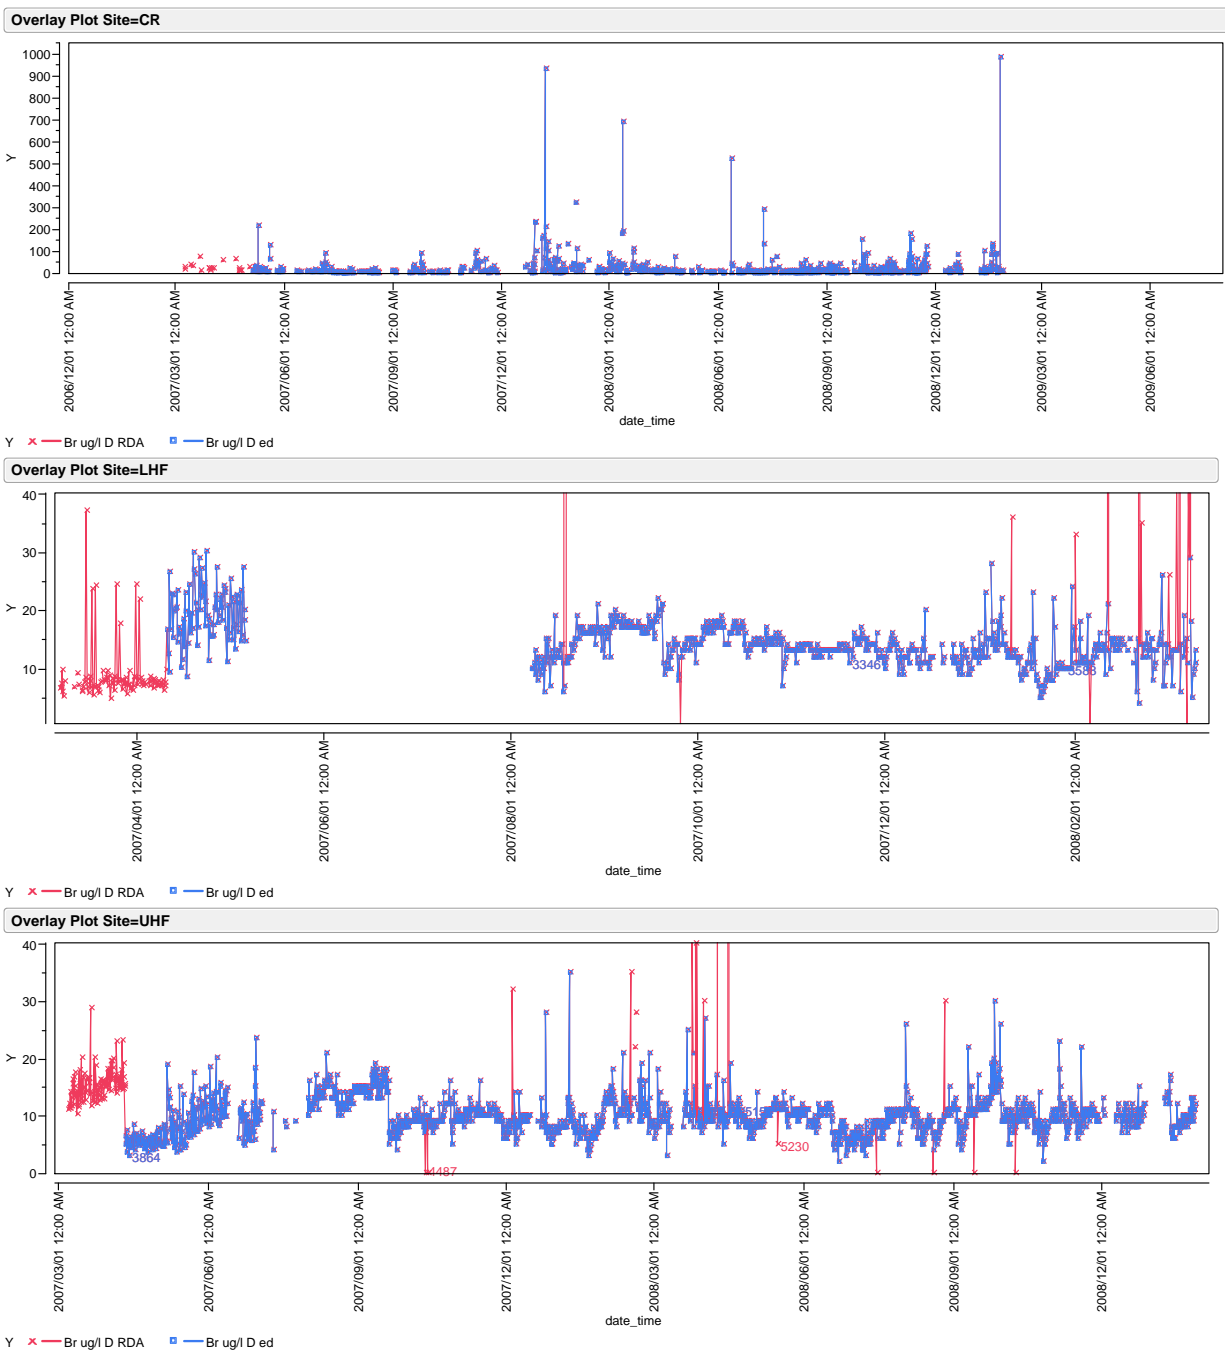 Overlay Plot Site=CR
1000
900
800
700
600
500
400
300
200
100
0
Y
2006/12/01 12:00 AM
2007/03/01 12:00 AM
2007/06/01 12:00 AM
2007/09/01 12:00 AM
2007/12/01 12:00 AM
2008/03/01 12:00 AM
2008/06/01 12:00 AM
2008/09/01 12:00 AM
2008/12/01 12:00 AM
2009/03/01 12:00 AM
2009/06/01 12:00 AM
date_time
Y Br ug/l D RDA Br ug/l D ed
Overlay Plot Site=LHF
40
30
20
10
Y
3346
3588
2007/04/01 12:00 AM
2007/06/01 12:00 AM
2007/08/01 12:00 AM
2007/10/01 12:00 AM
2007/12/01 12:00 AM
2008/02/01 12:00 AM
date_time
Y Br ug/l D RDA Br ug/l D ed
Overlay Plot Site=UHF
40
30
20
10
0
Y
3864
4487
5230
2007/03/01 12:00 AM
2007/06/01 12:00 AM
2007/09/01 12:00 AM
2007/12/01 12:00 AM
2008/03/01 12:00 AM
2008/06/01 12:00 AM
2008/09/01 12:00 AM
2008/12/01 12:00 AM
date_time
Y Br ug/l D RDA Br ug/l D ed